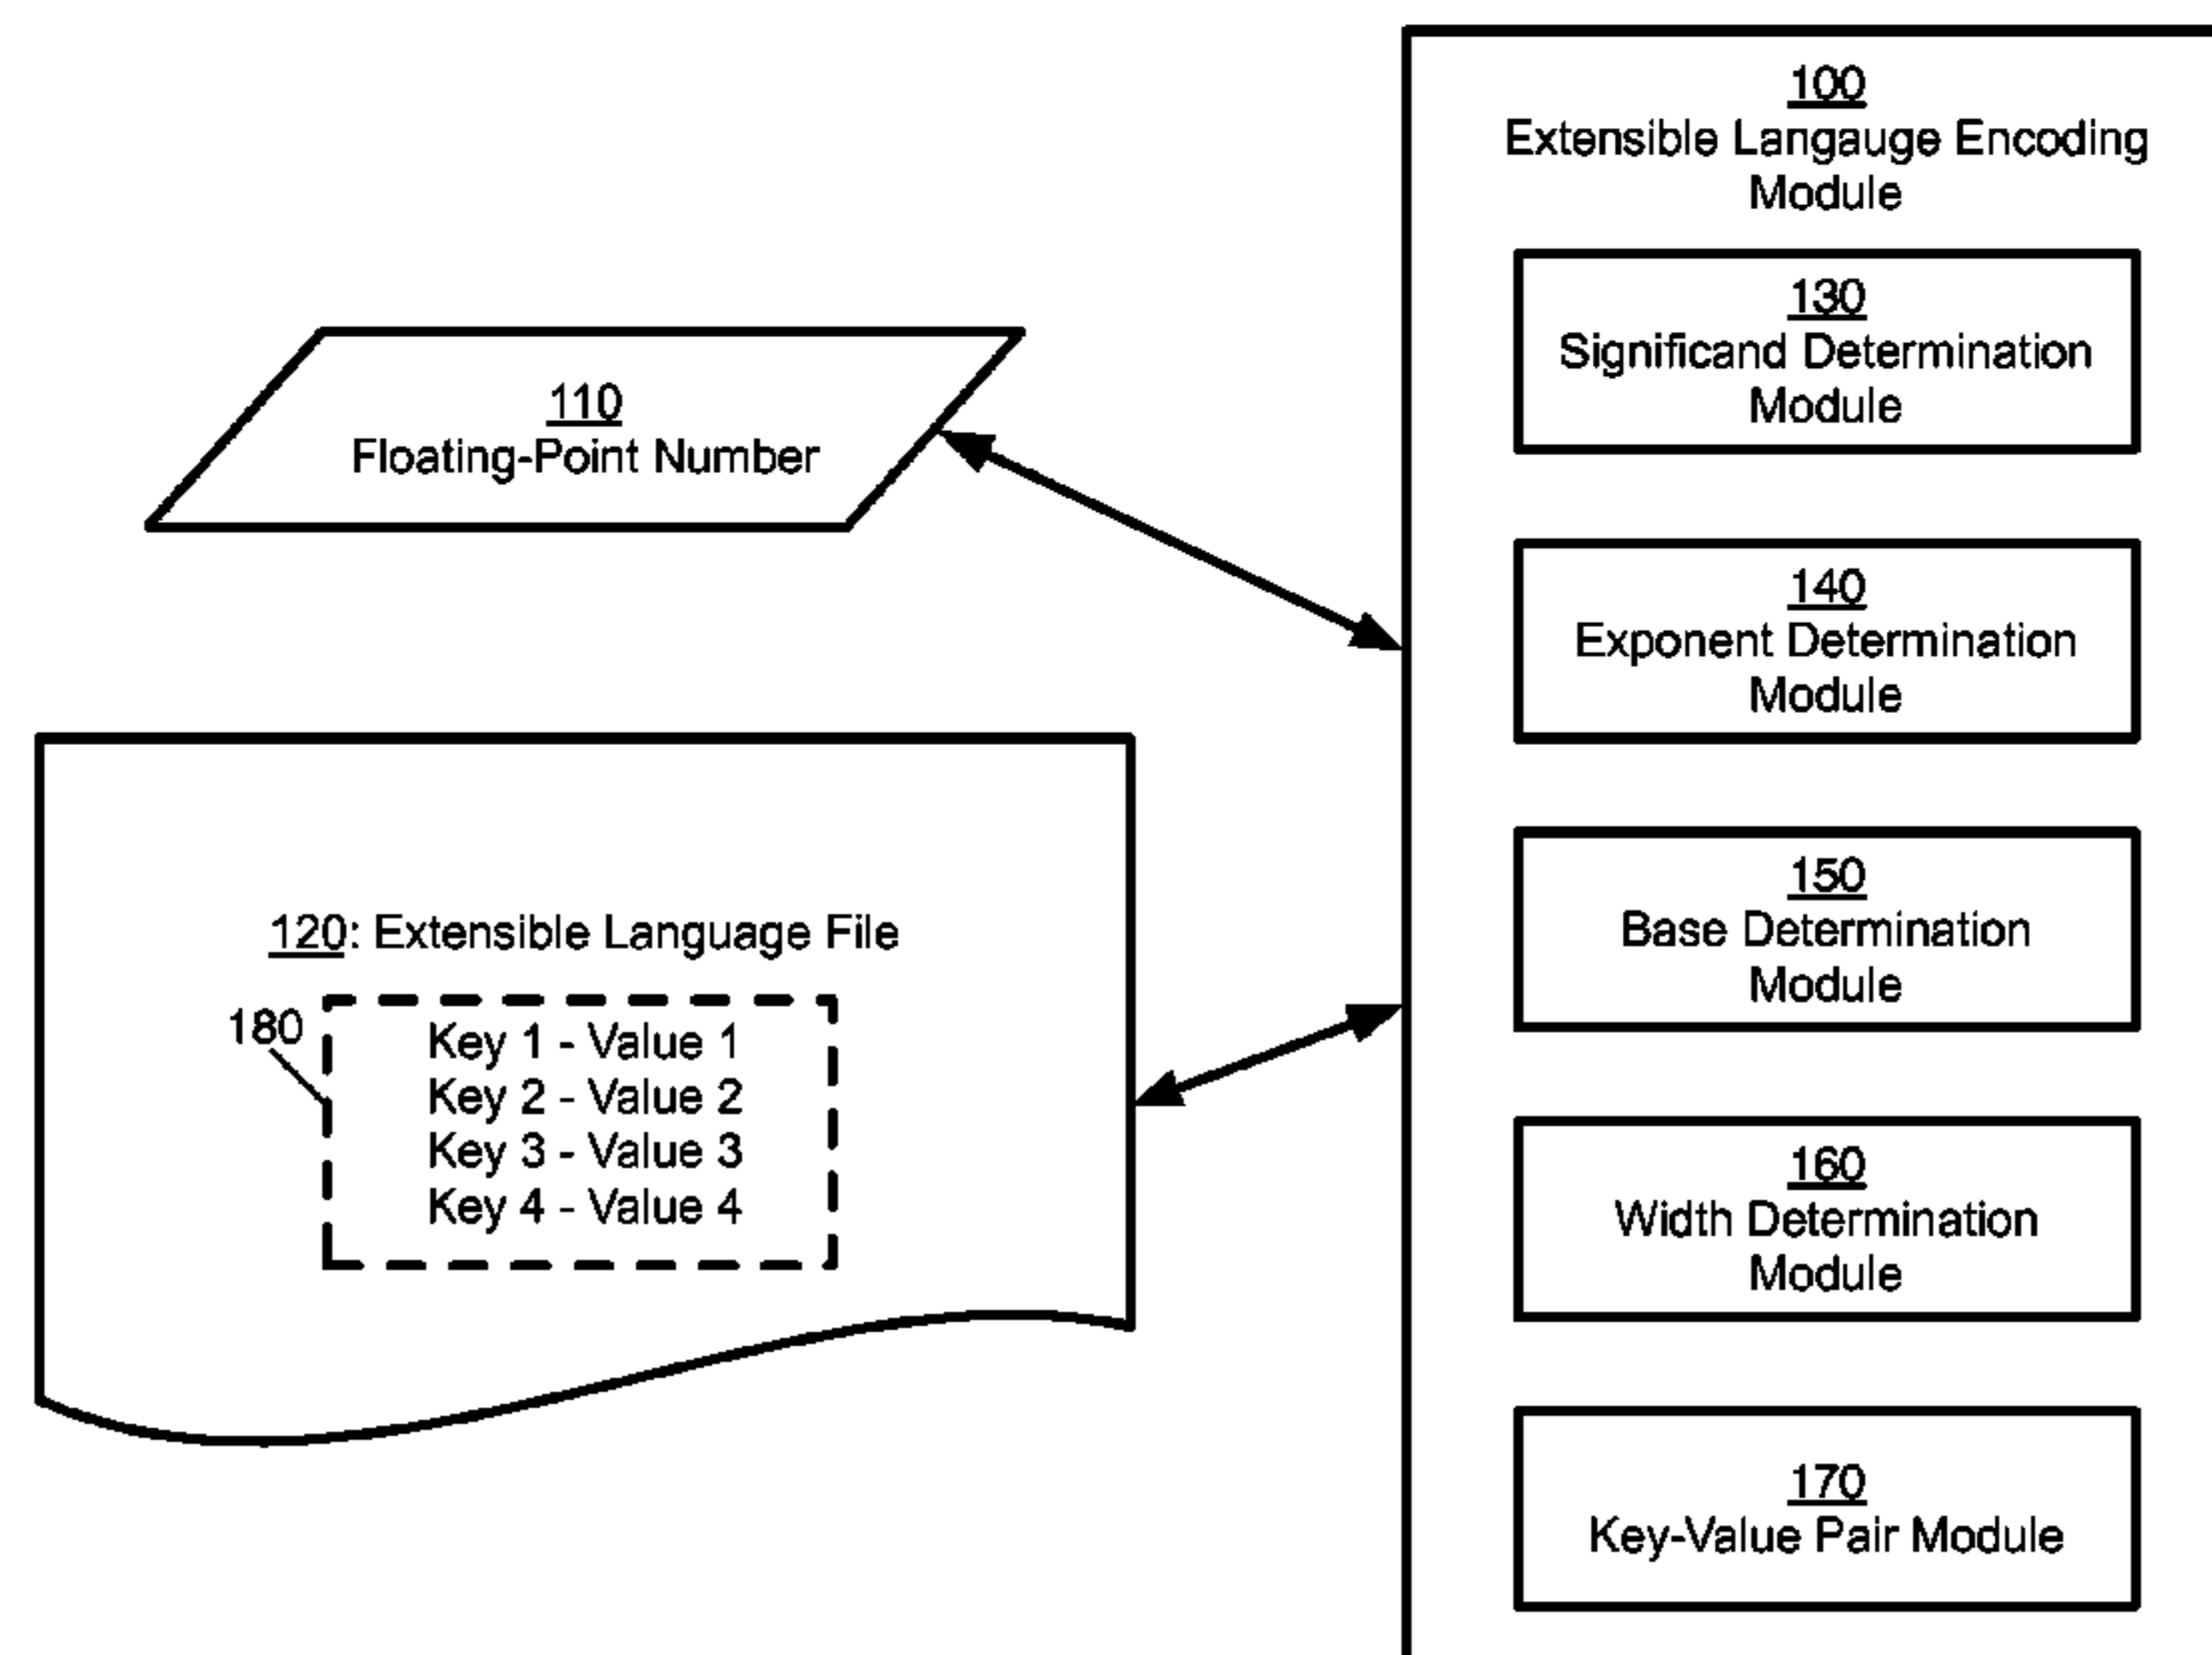 100
Extensible Langauge Encoding
Module
130
Significand Determination
Module
110
Floating-Point Number
140
Exponent Determination
Module
150
Base Determination
Module
120: Extensible Language File
180
Key 1 - Value 1
Key 2 - Value 2
Key 3 - Value 3
Key 4 - Value 4
160
Width Determination
Module
170
Key-Value Pair Module